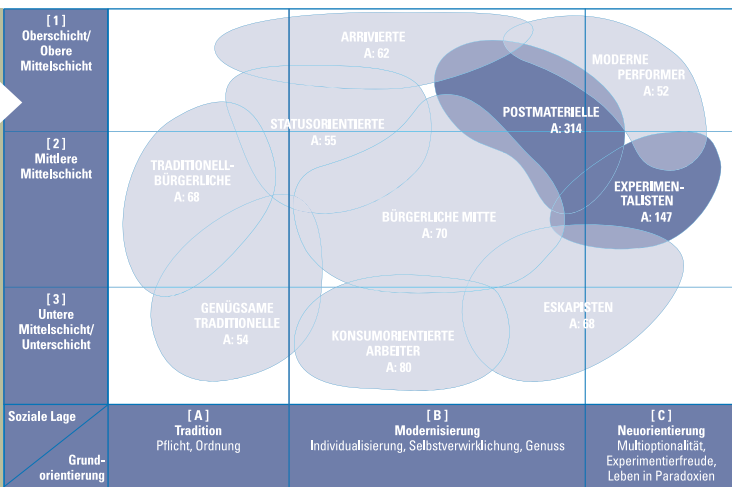 [ 1 ]
Oberschicht/
Obere
Mittelschicht
ARRIVIERTE
A: 62
MODERNE
PERFORMER
A: 52
POSTMATERIELLE
A: 314
STATUSORIENTIERTE
A: 55
[ 2 ]
Mittlere
Mittelschicht
TRADITIONELL-
BÜRGERLICHE
A: 68
EXPERIMEN-
TALISTEN
A: 147
BÜRGERLICHE MITTE
A: 70
[ 3 ]
Untere
Mittelschicht/
Unterschicht
GENÜGSAME
TRADITIONELLE
A: 54
KONSUMORIENTIERTE
ARBEITER
A: 80
ESKAPISTEN
A: 68
Soziale Lage
Grund-
orientierung
[ A ]
Tradition
Pflicht, Ordnung
[ B ]
Modernisierung
Individualisierung, Selbstverwirklichung, Genuss
[ C ]
Neuorientierung
Multioptionalität,
Experimentierfreude,
Leben in Paradoxien